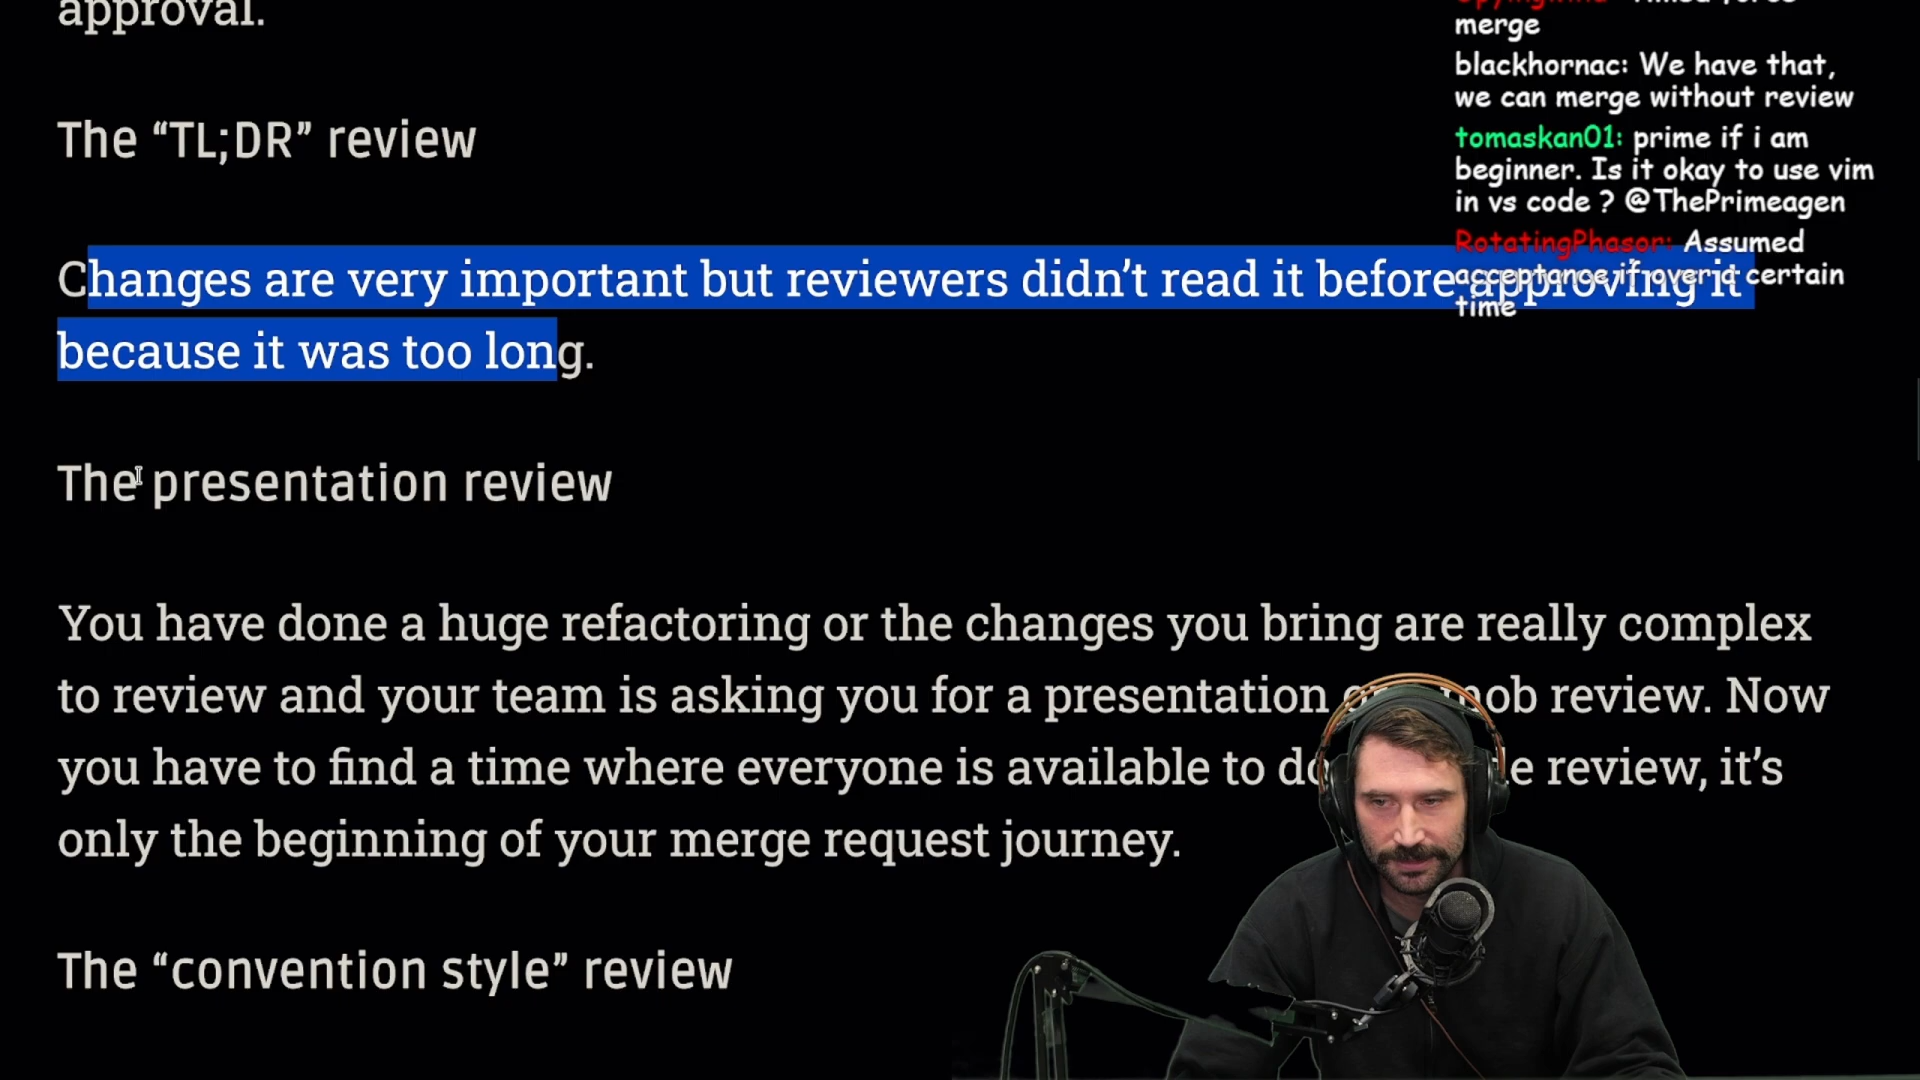 approval.
The “TL;DR” review
Changes are very important but reviewers didn’t read it before approving it
because it was too long.
The presentation review
You have done a huge refactoring or the changes you bring are really complex
to review and your team is asking you for a presentation mob review. Now
you have to find a time where everyone is available to do review, it’s
only the beginning of your merge request journey.
The “convention style” review
merge
blackhornac: We have that,
we can merge without review
tomaskan01: prime if i am
beginner. Is it okay to use vim
in vs code ? @ThePrimeagen
RotatingPhasor: Assumed
acceptance if over a certain
time